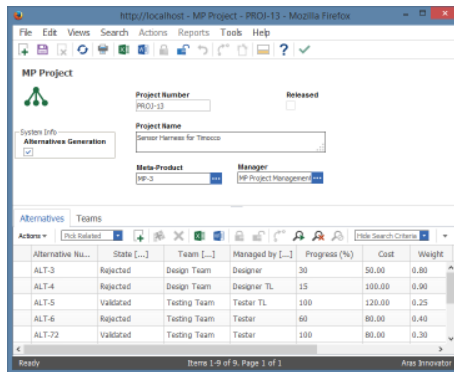 http://localhost - MP Project - PROJ-13 - Mozilla Firefox
File Edit Views Search Actions Reports Tools Help
MP Project
Project Number
Released
PROJ-13
System Info
Alternatives Generation
Project Name
Sensor Harness for Timocco
Meta-Product
Manager
MP-3
MP Project Management
Alternatives Teams
Actions Pick Related Hide Search Criteria
Alternative Nu... State [...] Team [...] Managed by [...] Progress (%) Cost Weight
ALT-3 Rejected Design Team Designer 30 50.00 0.80
ALT-4 Rejected Design Team Designer TL 15 100.00 0.90
ALT-5 Validated Testing Team Tester TL 100 120.00 0.25
ALT-6 Rejected Testing Team Tester 60 80.00 0.40
ALT-72 Validated Testing Team Tester 100 80.00 0.30
Ready Items 1-9 of 9. Page 1 of 1 Aras Innovator